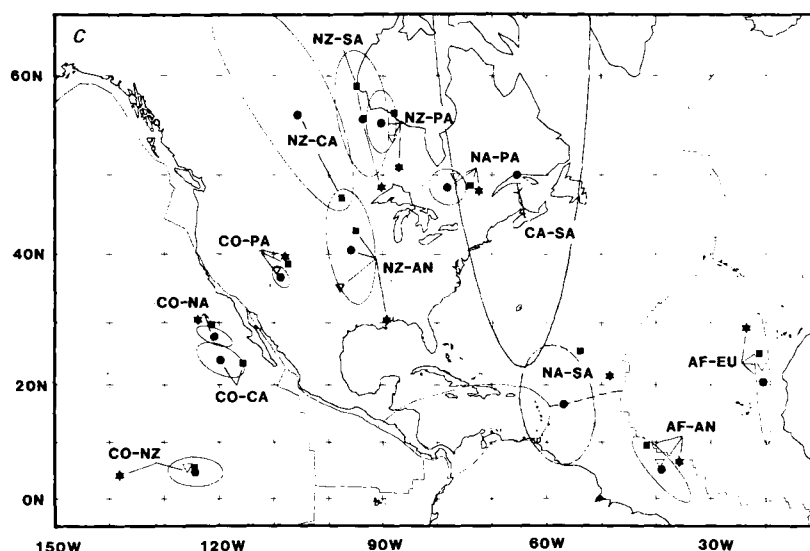 C
NZ-SA
60N
NZ-PA
NZ-CA
NA-PA
CA-SA
CO-PA
40N
NZ-AN
CO-NA
AF-EU
NA-SA
20N
CO-CA
AF-AN
CO-NZ
0N
150W 120W 90W 60W 30W